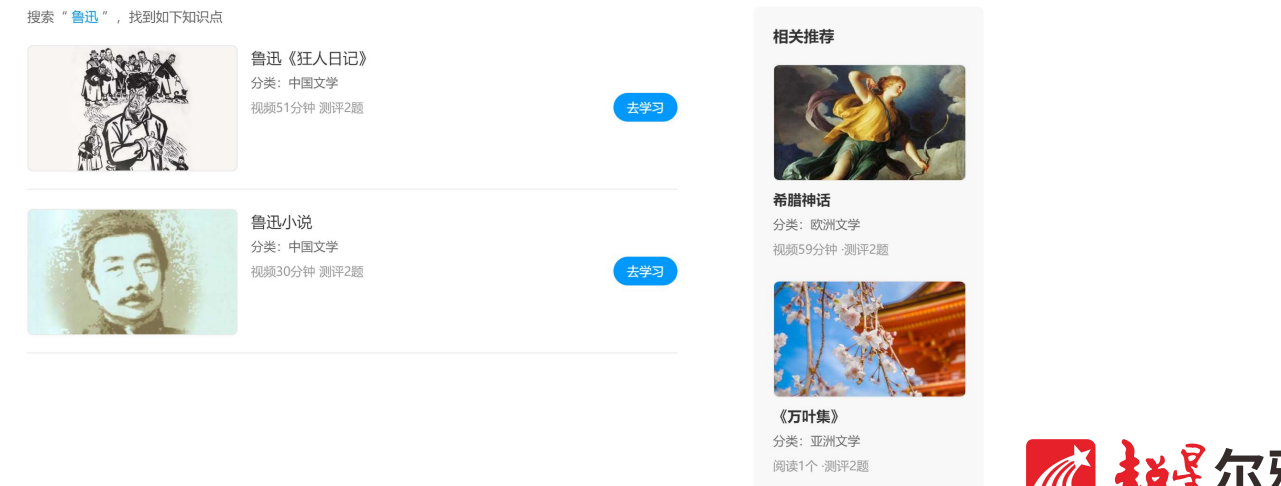 搜索“ 鲁迅 ”，找到如下知识点
鲁迅《狂人日记》
分类：中国文学
视频51分钟 测评2题
去学习
鲁迅小说
分类：中国文学
视频30分钟 测评2题
去学习
相关推荐
希腊神话
分类：欧洲文学
视频59分钟 ·测评2题
《万叶集》
分类：亚洲文学
阅读1个 ·测评2题
超星尔雅